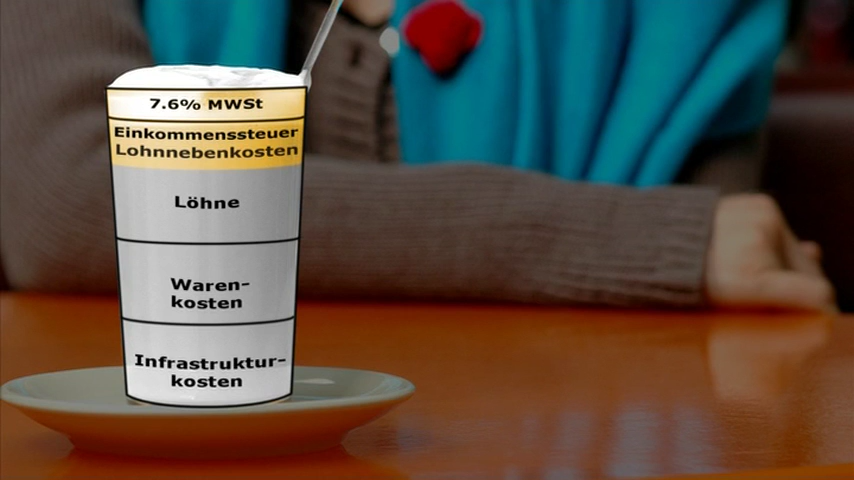 7.6% MWSt
Einkommenssteuer
Lohnnebenkosten
Löhne
Waren-
kosten
Infrastruktur-
kosten